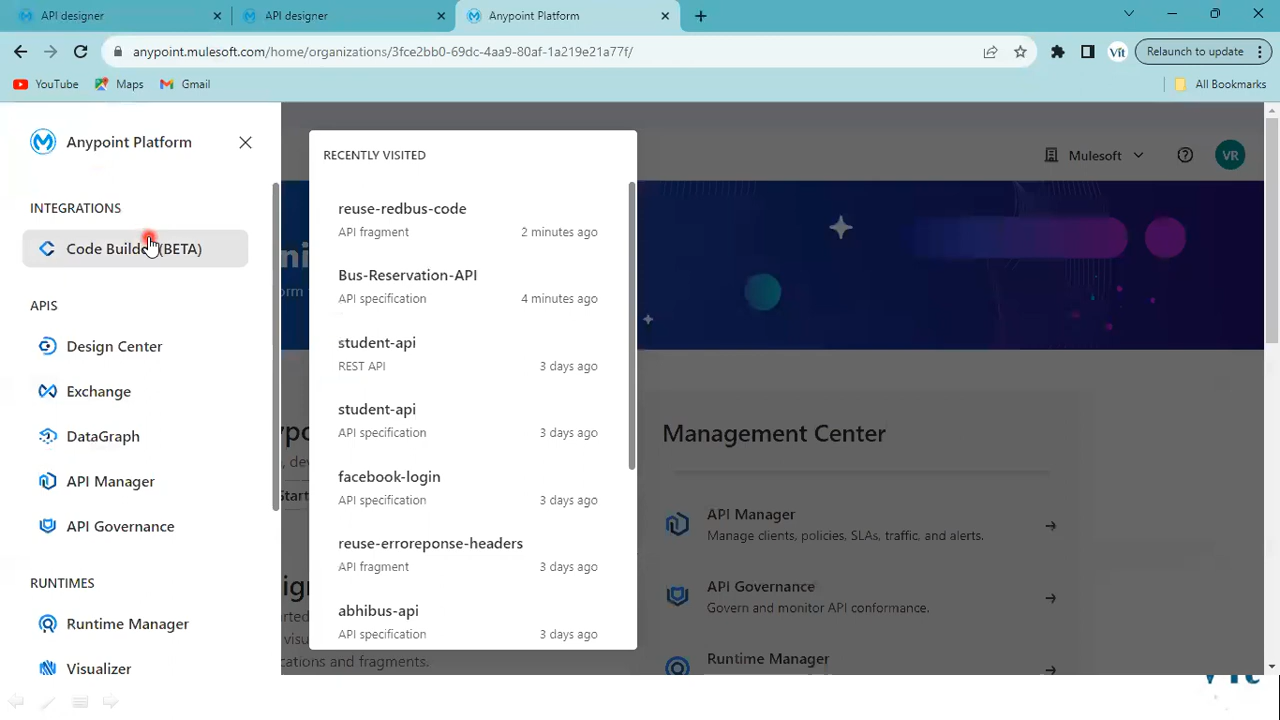 API designer
API designer
Anypoint Platform
anypoint.mulesoft.com/home/organizations/3fce2bb0-69dc-4aa9-80af-1a219e21a77f/
Vit
Relaunch to update
YouTube
Maps
Gmail
All Bookmarks
Anypoint Platform
INTEGRATIONS
(BETA)
APIS
Design Center
Exchange
DataGraph
API Manager
API Governance
RUNTIMES
Runtime Manager
Visualizer
RECENTLY VISITED
reuse-redbus-code
API fragment 2 minutes ago
Bus-Reservation-API
API specification 4 minutes ago
student-api
REST API 3 days ago
student-api
API specification 3 days ago
facebook-login
API specification 3 days ago
reuse-erroreponse-headers
API fragment 3 days ago
abhibus-api
API specification 3 days ago
Mulesoft
VR
Management Center
API Manager
Manage clients, policies, SLAs, traffic, and alerts.
API Governance
Govern and monitor API conformance.
Runtime Manager